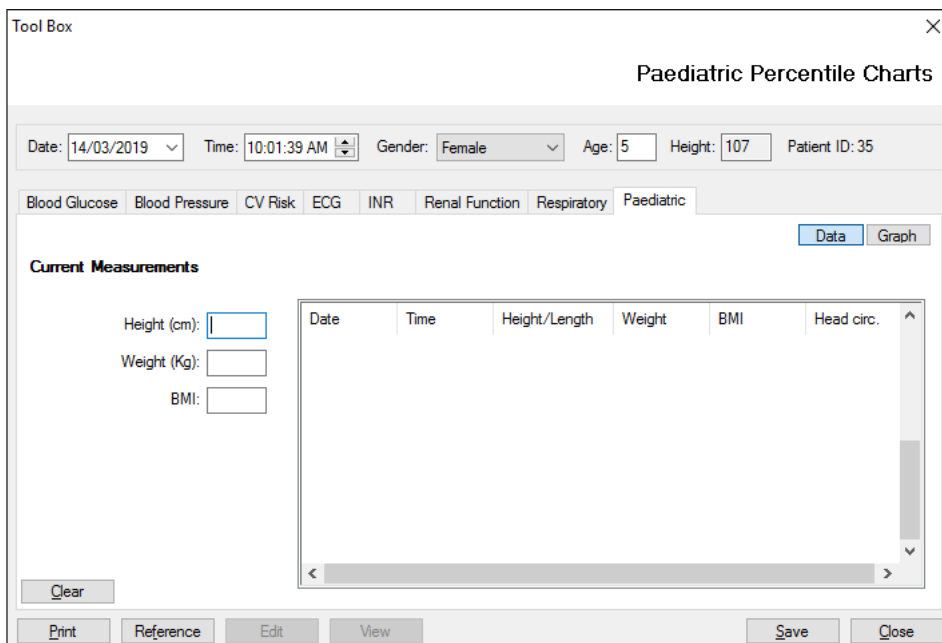 Tool Box
Paediatric Percentile Charts
Date: 14/03/2019 Time: 10:01:39 AM Gender: Female Age: 5 Height: 107 Patient ID: 35
Blood Glucose Blood Pressure CV Risk ECG INR Renal Function Respiratory Paediatric
Data Graph
Current Measurements
Date Time Height/Length Weight BMI Head circ.
Height (cm):
Weight (Kg):
BMI:
Clear
Print Reference Edit View Save Close